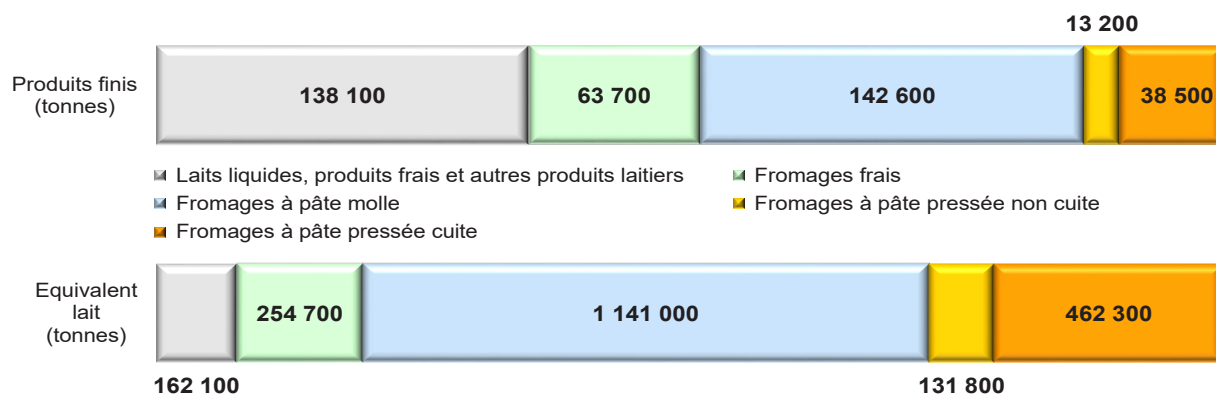 13 200
Produits finis
(tonnes)
138 100
63 700
142 600
38 500
Laits liquides, produits frais et autres produits laitiers
Fromages frais
Fromages à pâte molle
Fromages à pâte pressée non cuite
Fromages à pâte pressée cuite
Equivalent
lait
(tonnes)
254 700
1 141 000
462 300
162 100
131 800